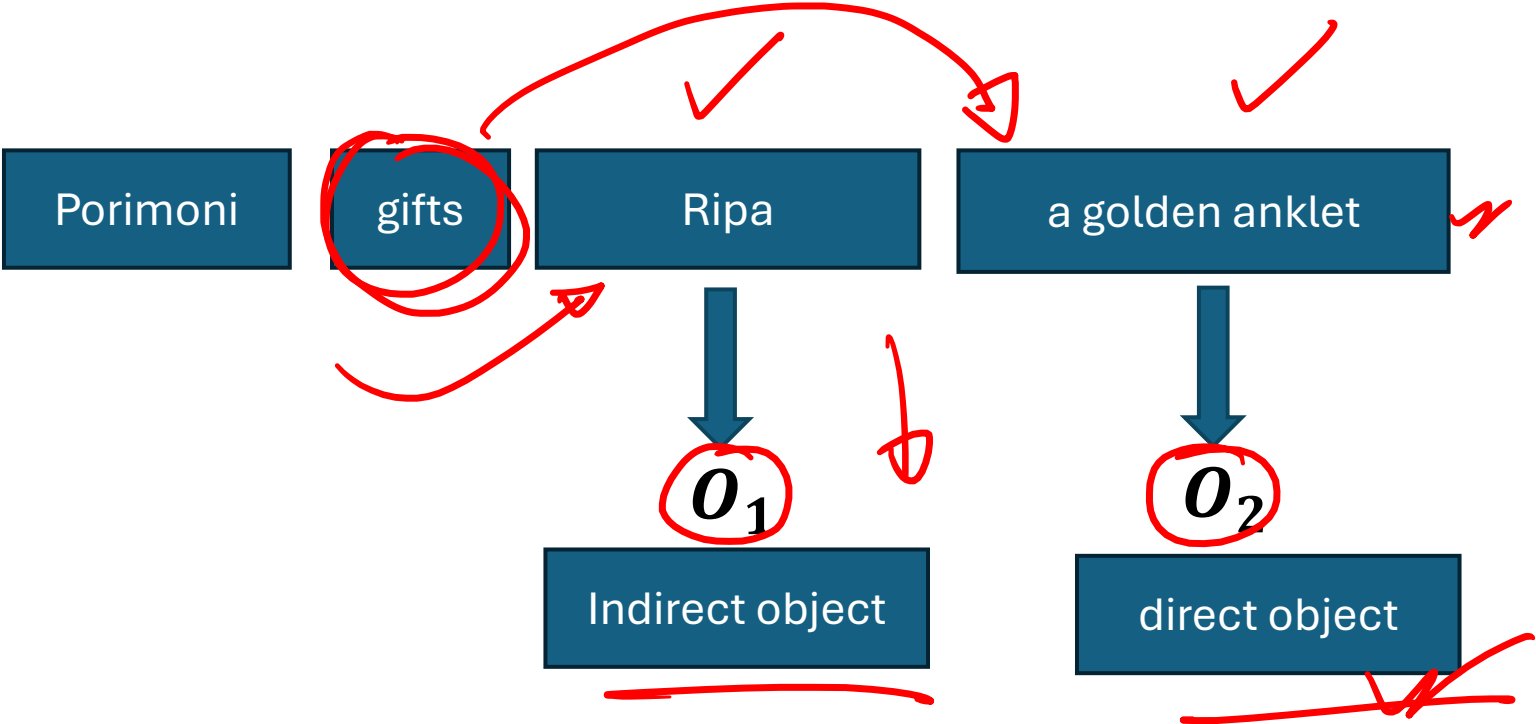 Porimoni gifts Ripa a golden anklet
O₁ O₂
Indirect object direct object